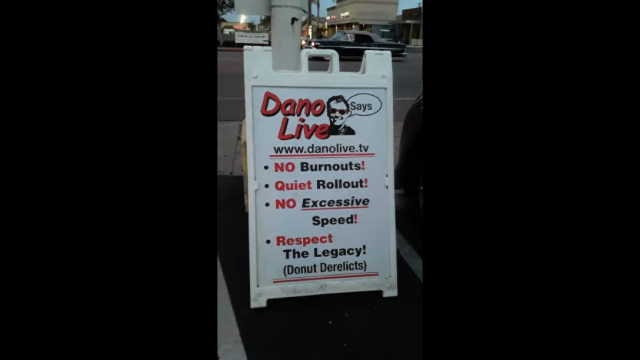 Dano
Live
Says
www.danolive.tv
• NO Burnouts!
• Quiet Rollout!
• NO Excessive
Speed!
• Respect
The Legacy!
(Donut Derelicts)